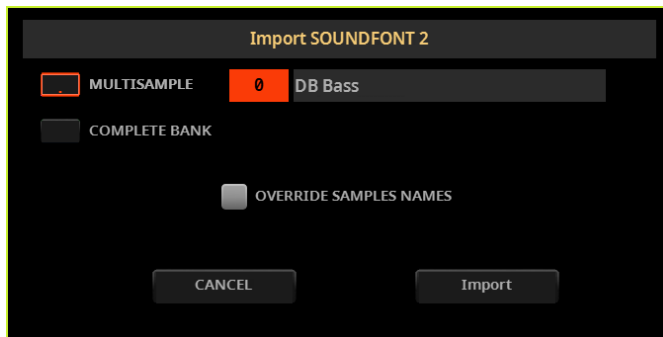 Import SOUNDFONT 2
MULTISAMPLE 0 DB Bass
COMPLETE BANK
OVERRIDE SAMPLES NAMES
CANCEL Import